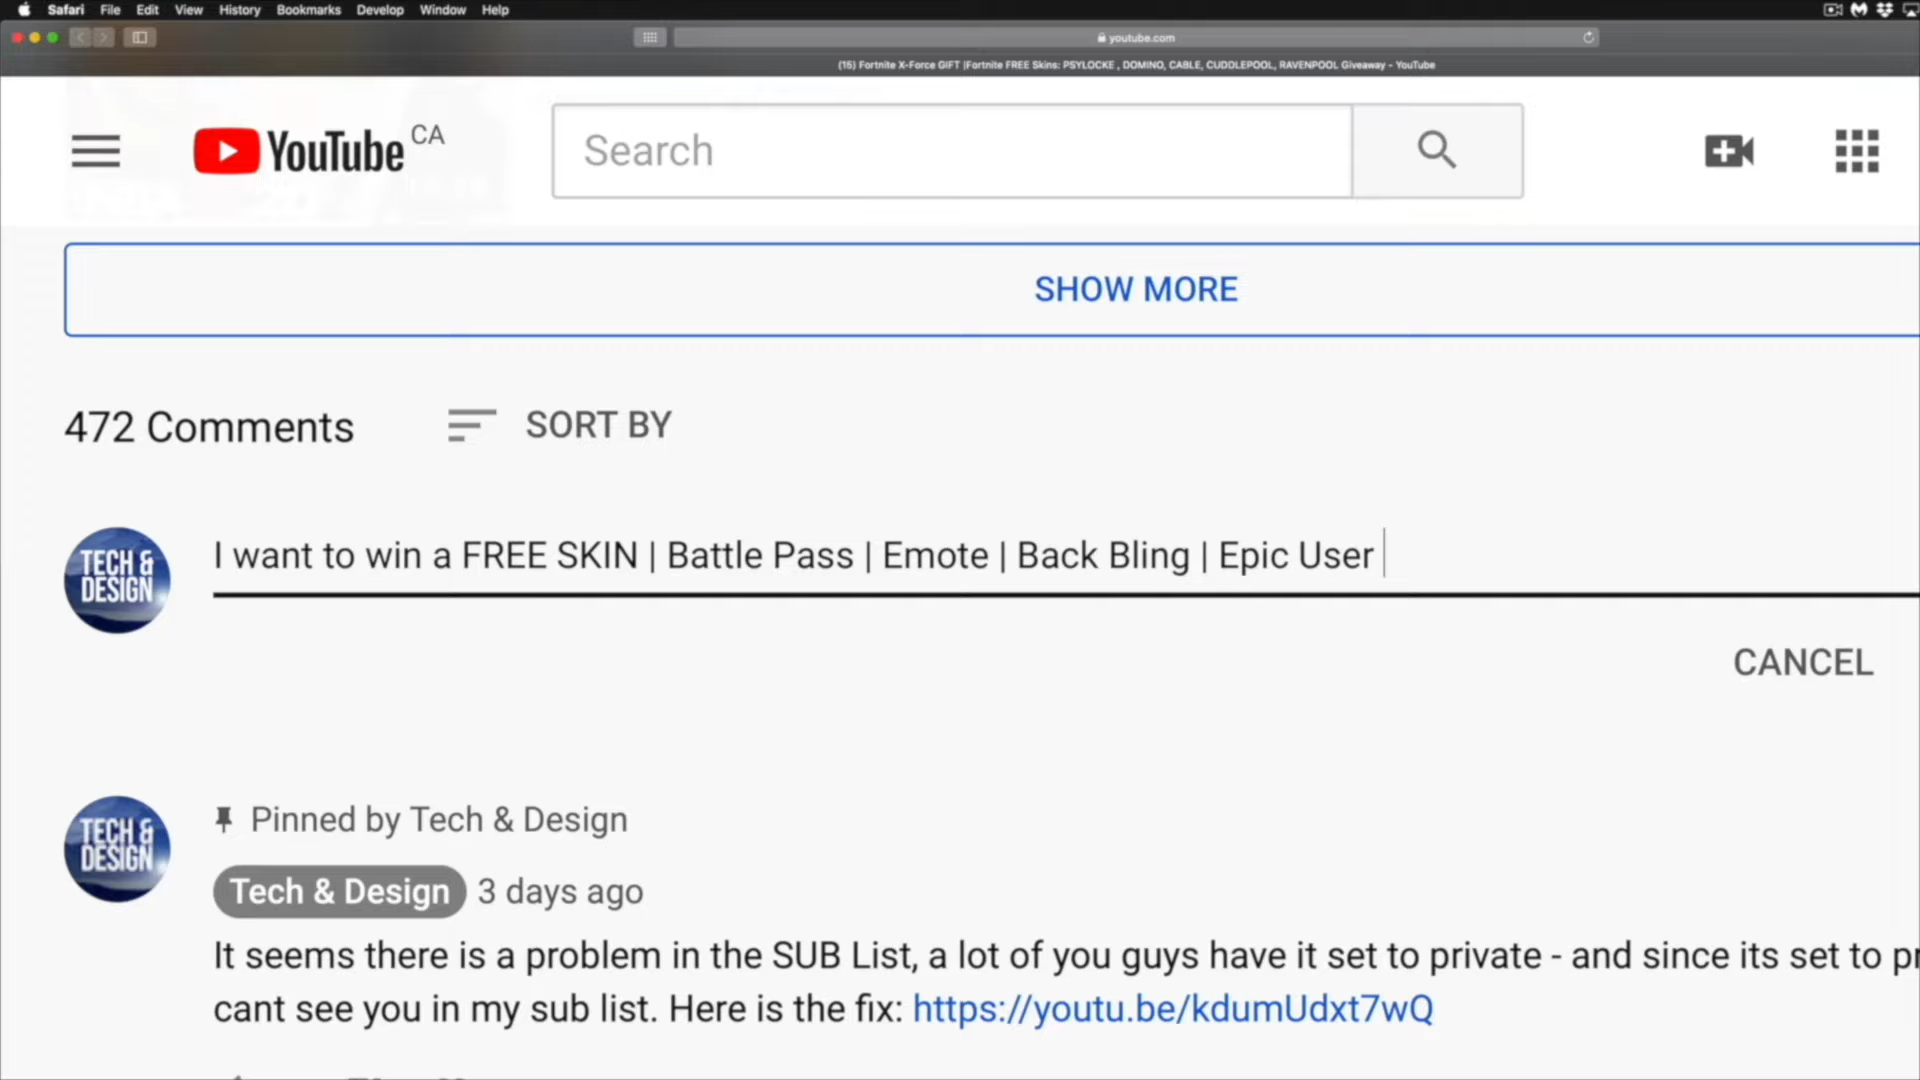 Safari File Edit View History Bookmarks Develop Window Help
youtube.com
(15) Fortnite X-Force GIFT |Fortnite FREE Skins: PSYLOCKE , DOMINO, CABLE, CUDDLEPOOL, RAVENPOOL Giveaway - YouTube
YouTube CA
Search
SHOW MORE
472 Comments SORT BY
TECH & DESIGN
I want to win a FREE SKIN | Battle Pass | Emote | Back Bling | Epic User
CANCEL
TECH & DESIGN
Pinned by Tech & Design
Tech & Design 3 days ago
It seems there is a problem in the SUB List, a lot of you guys have it set to private - and since its set to pr
cant see you in my sub list. Here is the fix: https://youtu.be/kdumUdxt7wQ